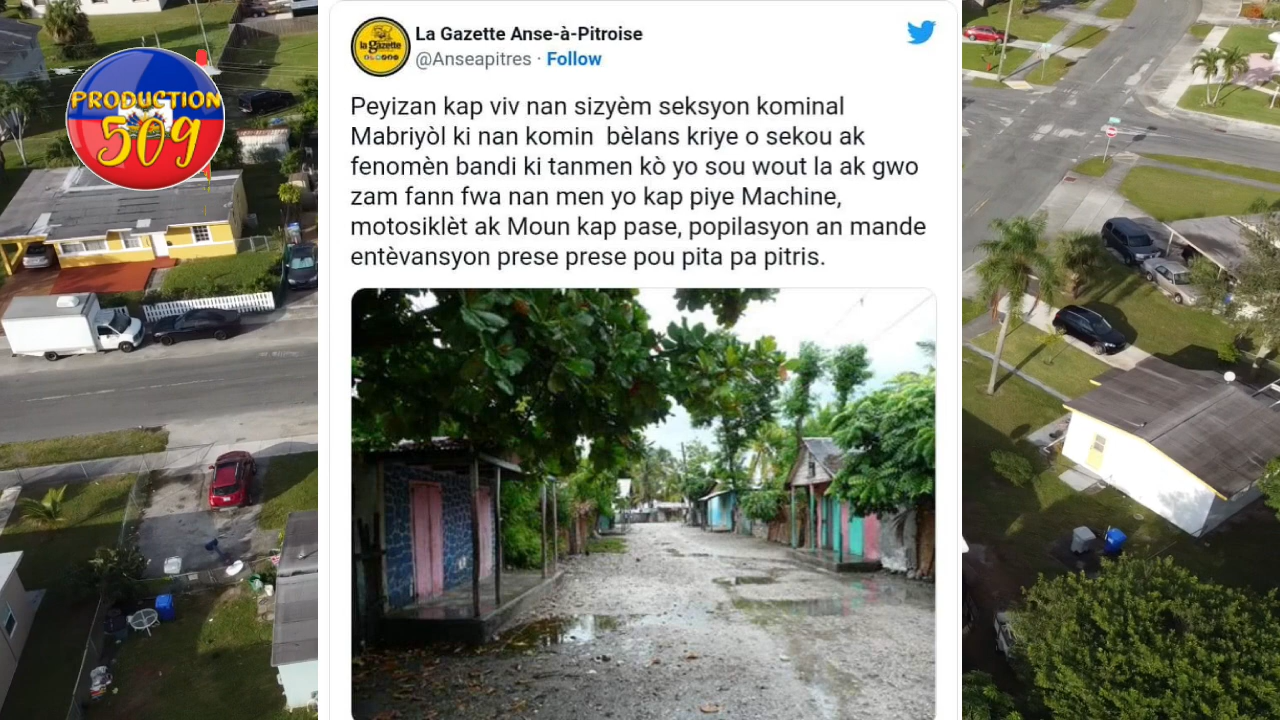 PRODUCTION
509
la gazette
La Gazette Anse-à-Pitroise
@Anseapitres · Follow
Peyizan kap viv nan sizyèm seksyon kominal
Mabriyòl ki nan komin bèlans kriye o sekou ak
fenomèn bandi ki tanmen kò yo sou wout la ak gwo
zam fann fwa nan men yo kap piye Machine,
motosiklèt ak Moun kap pase, popilasyon an mande
entèvansyon prese prese pou pita pa pitris.